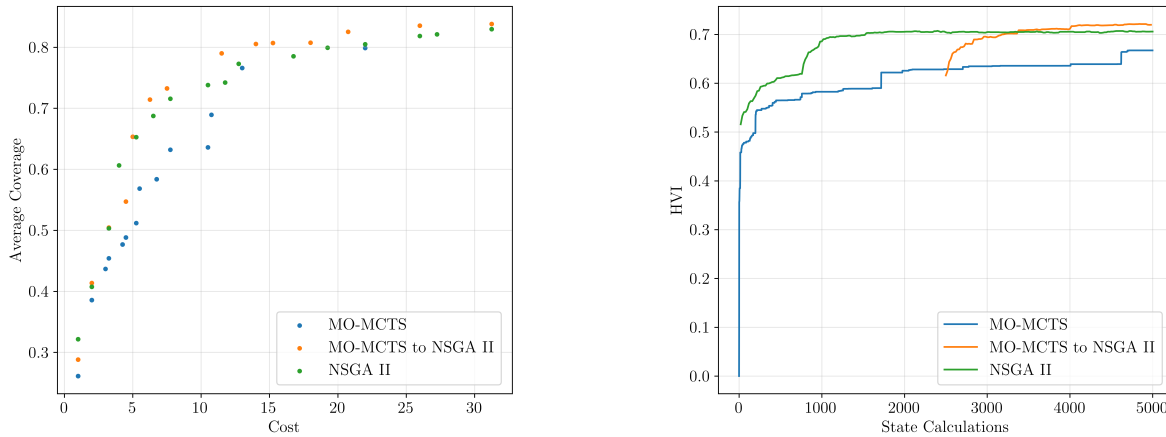 Average Coverage
0.8
0.7
0.6
0.5
0.4
0.3
0
5
10
15
20
25
30
Cost
MO-MCTS
MO-MCTS to NSGA II
NSGA II
HVI
0.7
0.6
0.5
0.4
0.3
0.2
0.1
0.0
0
1000
2000
3000
4000
5000
State Calculations
MO-MCTS
MO-MCTS to NSGA II
NSGA II